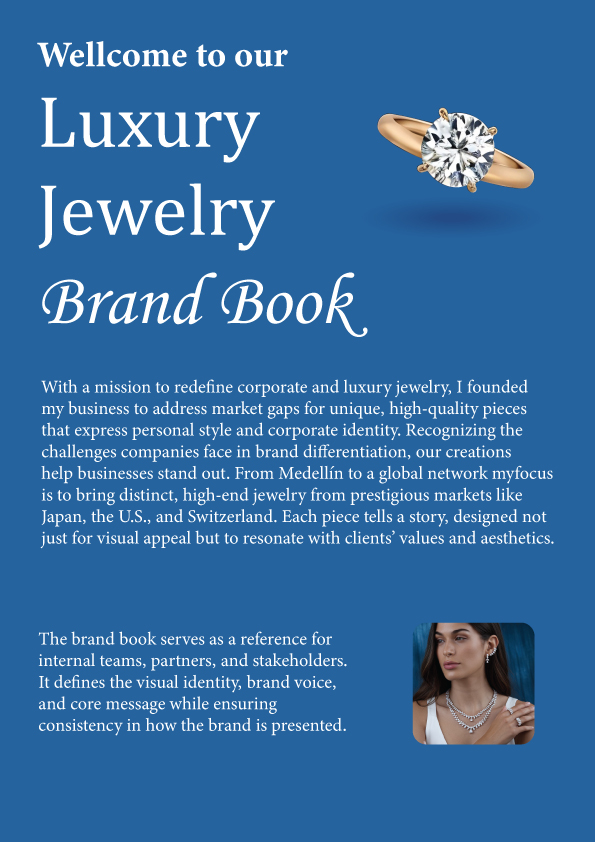 Wellcome to our
Luxury
Jewelry
Brand Book
With a mission to redefine corporate and luxury jewelry, I founded
my business to address market gaps for unique, high-quality pieces
that express personal style and corporate identity. Recognizing the
challenges companies face in brand differentiation, our creations
help businesses stand out. From Medellín to a global network myfocus
is to bring distinct, high-end jewelry from prestigious markets like
Japan, the U.S., and Switzerland. Each piece tells a story, designed not
just for visual appeal but to resonate with clients’ values and aesthetics.
The brand book serves as a reference for
internal teams, partners, and stakeholders.
It defines the visual identity, brand voice,
and core message while ensuring
consistency in how the brand is presented.